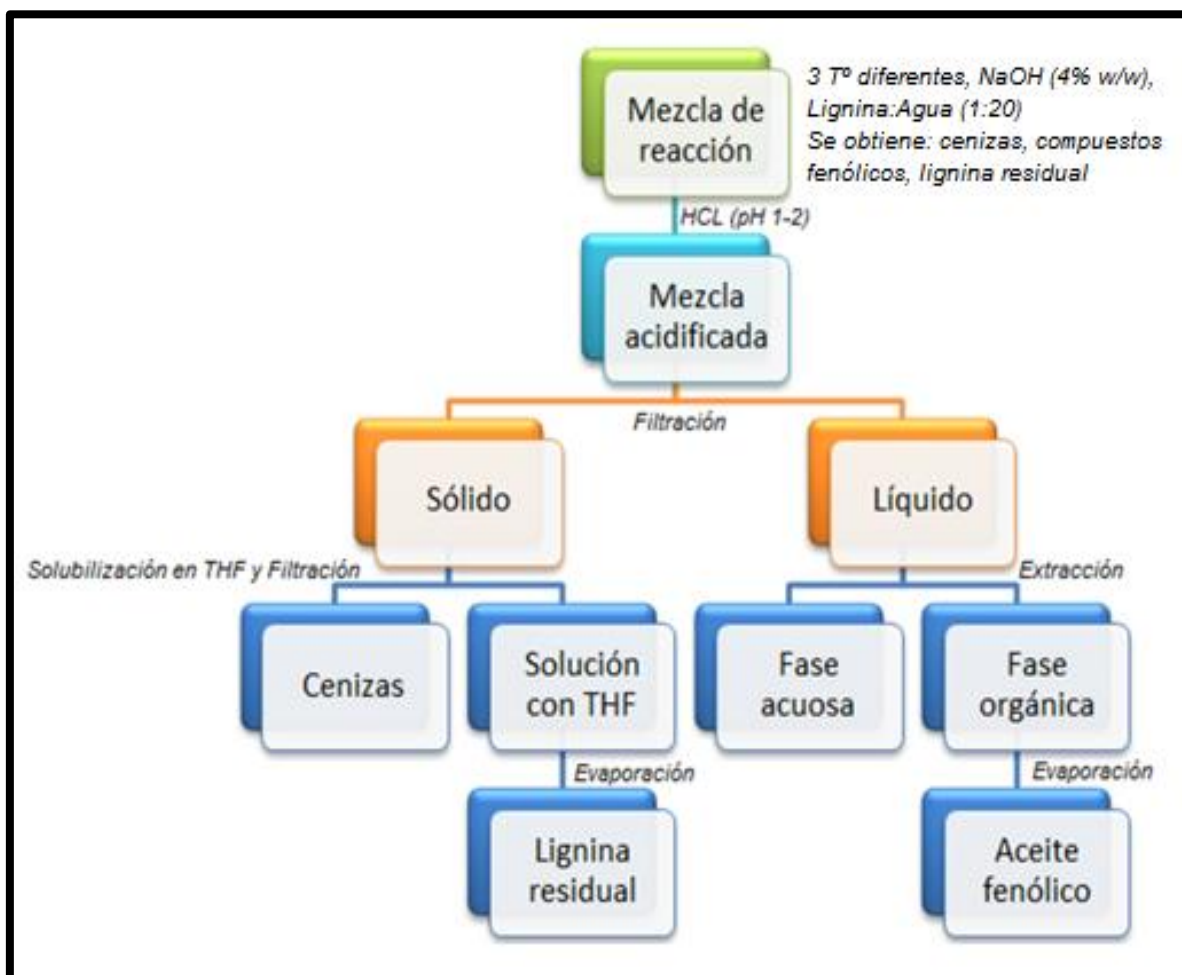 Mezcla de
reacción
3 Tº diferentes, NaOH (4% w/w),
Lignina:Agua (1:20)
Se obtiene: cenizas, compuestos
fenólicos, lignina residual
HCL (pH 1-2)
Mezcla
acidificada
Filtración
Sólido
Líquido
Solubilización en THF y Filtración
Extracción
Cenizas
Solución
con THF
Fase
acuosa
Fase
orgánica
Evaporación
Evaporación
Lignina
residual
Aceite
fenólico